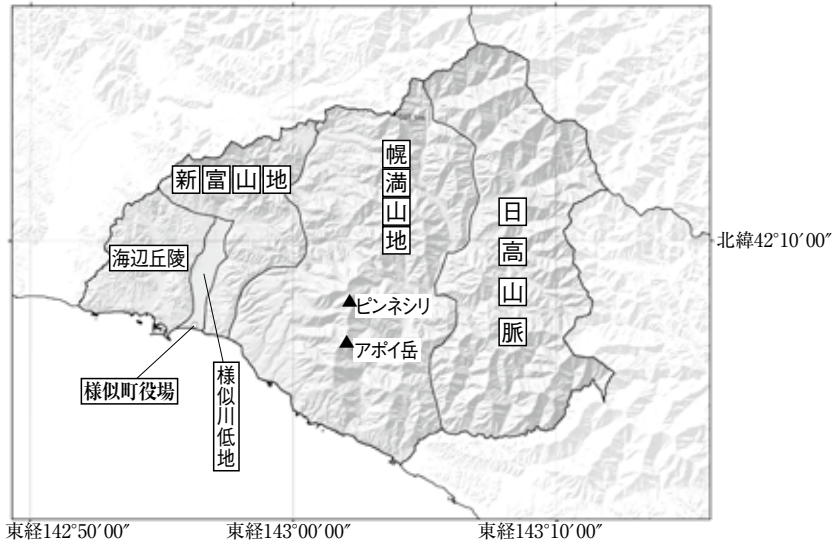 新富山地
幌満山地
日高山脈
海辺丘陵
北緯42°10′00″
▲ピンネシリ
▲アポイ岳
様似町役場
様似川低地
東経142°50′00″
東経143°00′00″
東経143°10′00″